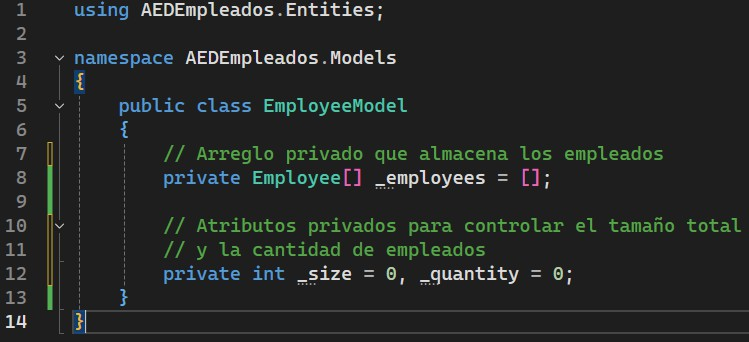 1 using AEDEmpleados.Entities;
2
3 namespace AEDEmpleados.Models
4 {
5 public class EmployeeModel
6 {
7 // Arreglo privado que almacena los empleados
8 private Employee[] _employees = [];
9
10 // Atributos privados para controlar el tamaño total
11 // y la cantidad de empleados
12 private int _size = 0, _quantity = 0;
13 }
14 }